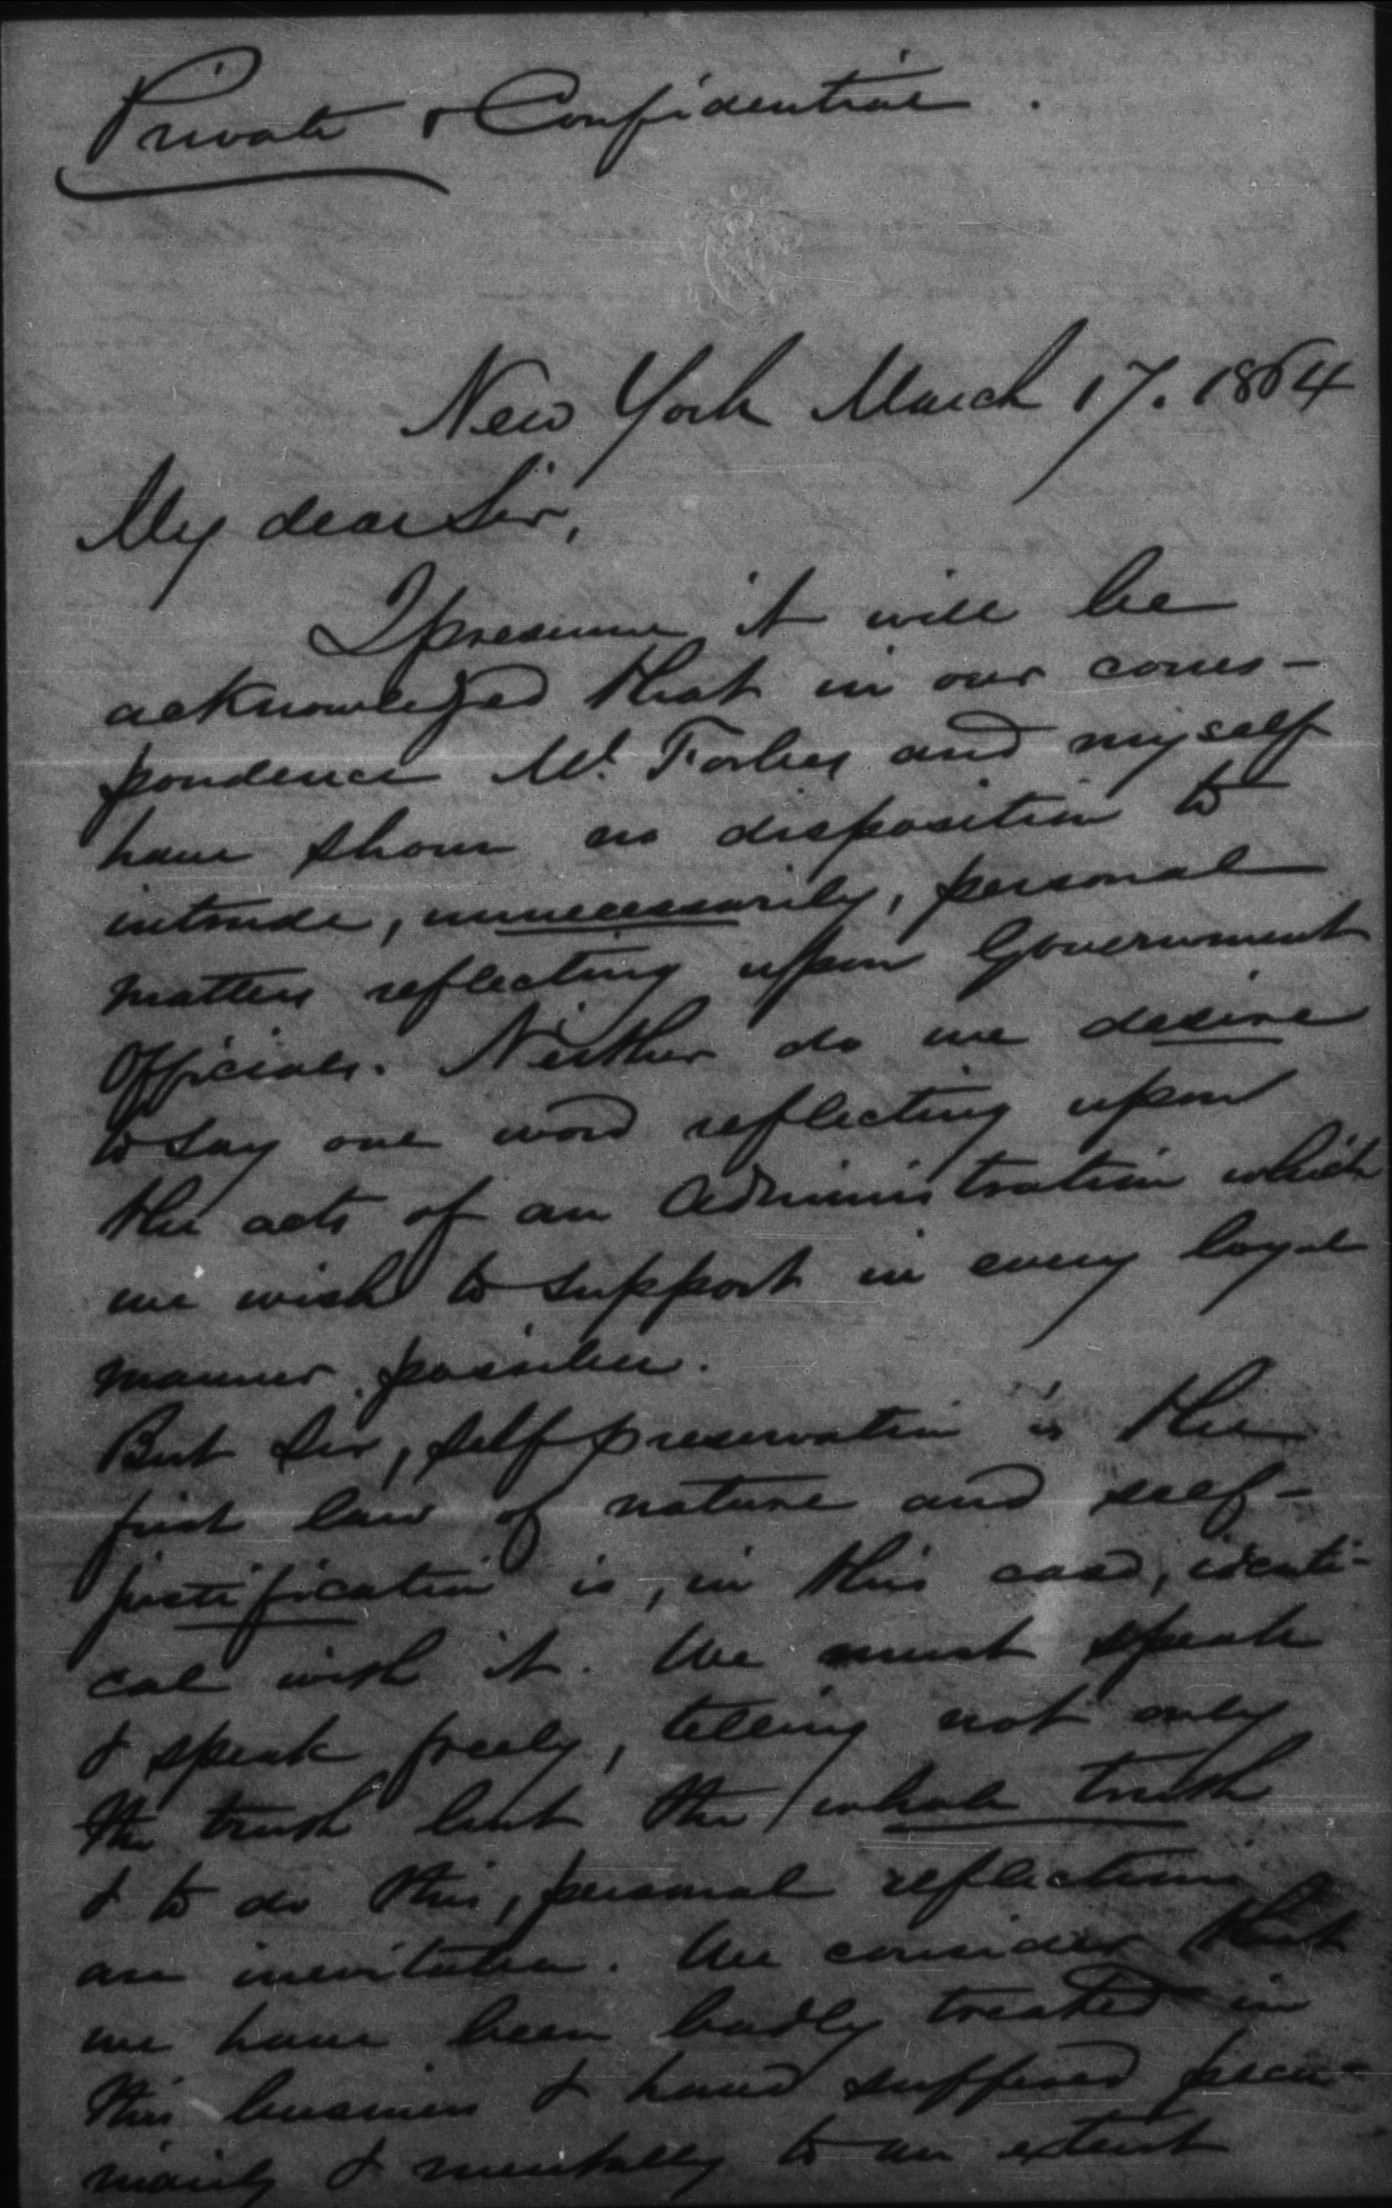 Private & Confidential.
New York March 17. 1864
My dear Sir,
I presume it will be
acknowledged that in our corres-
pondence Mr. Forbes and myself
have shown no disposition to
intrude, unnecessarily, personal
matters reflecting upon Government
Officials. Neither do we desire
to say one word reflecting upon
the acts of an Administration which
we wish to support in every loyal
manner possible.
But Sir, self preservation is the
first law of nature and self-
justification is, in this case, identi-
cal with it. We must speak
& speak freely, telling not only
the truth but the whole truth
& to do this, personal reflections
are inevitable. We consider that
we have been badly treated in
this business & have suffered pecu-
niarily & mentally to an extent